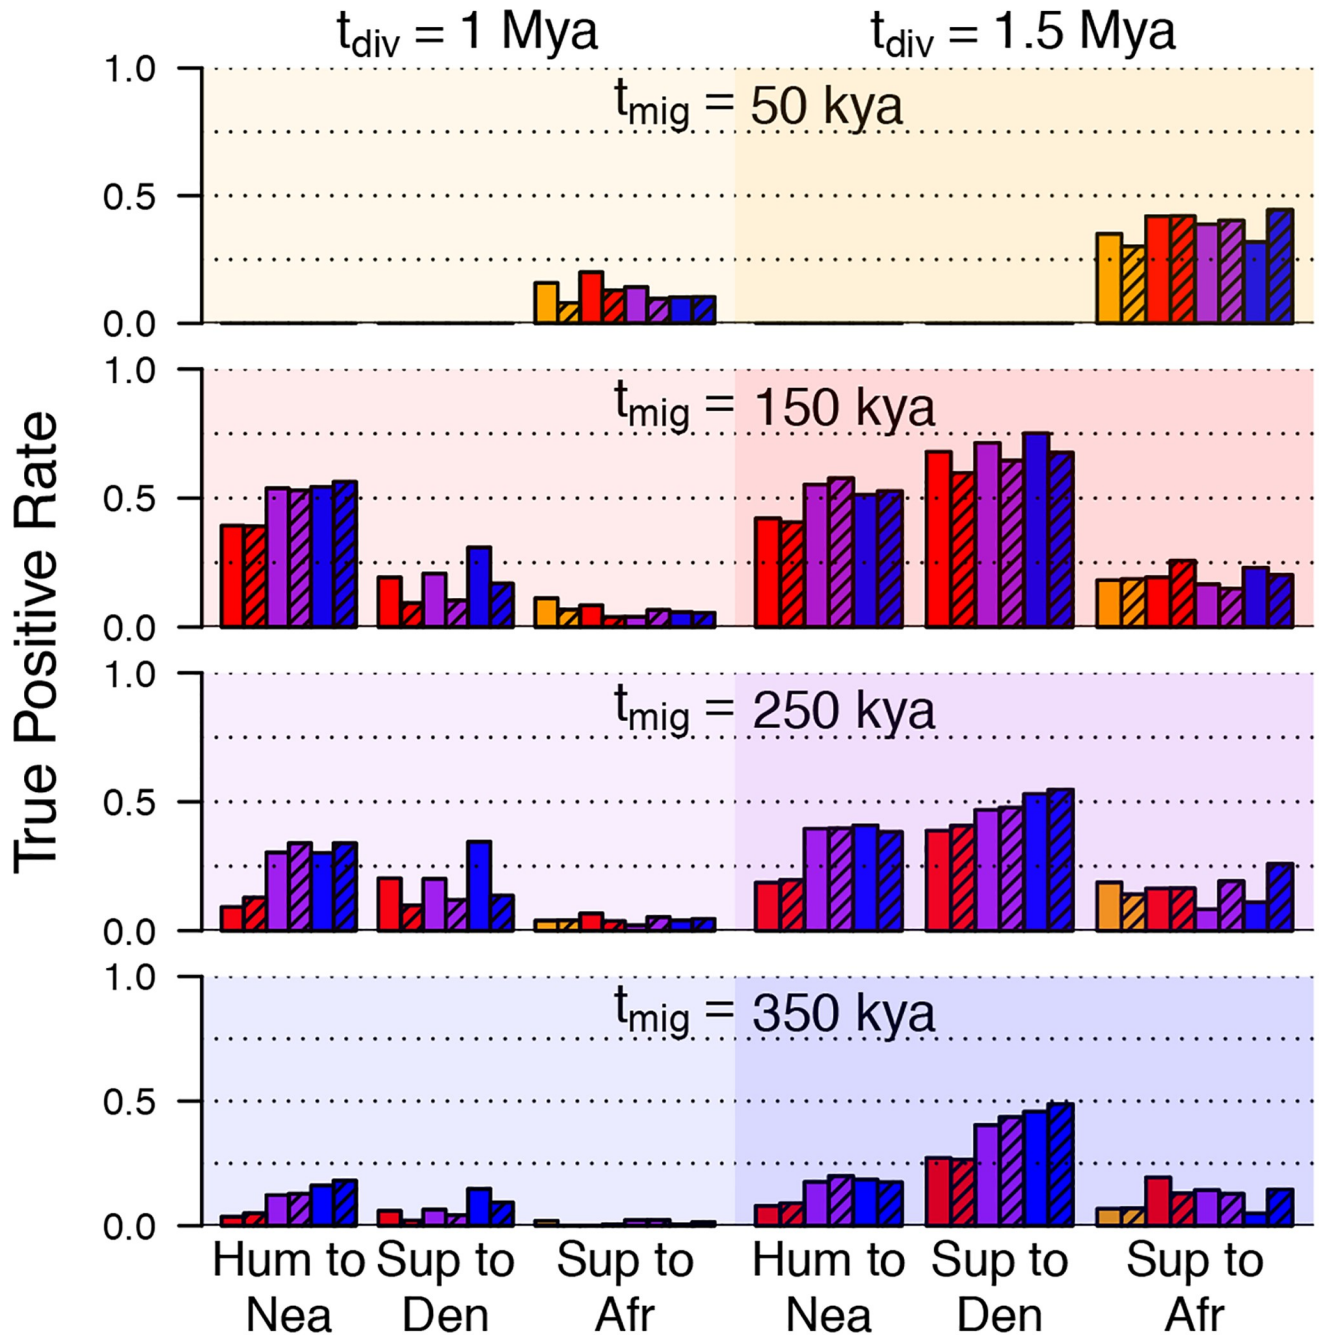 t_div = 1 Mya t_div = 1.5 Mya
1.0
t_mig = 50 kya
0.5
0.0
1.0
t_mig = 150 kya
0.5
0.0
1.0
t_mig = 250 kya
0.5
0.0
1.0
t_mig = 350 kya
0.5
0.0
True Positive Rate
Hum to Sup to Sup to Hum to Sup to Sup to
Nea Den Afr Nea Den Afr